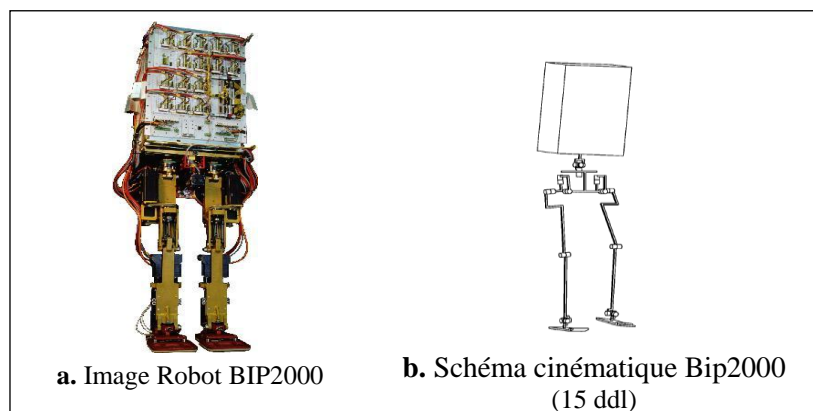 a. Image Robot BIP2000
b. Schéma cinématique Bip2000
(15 ddl)